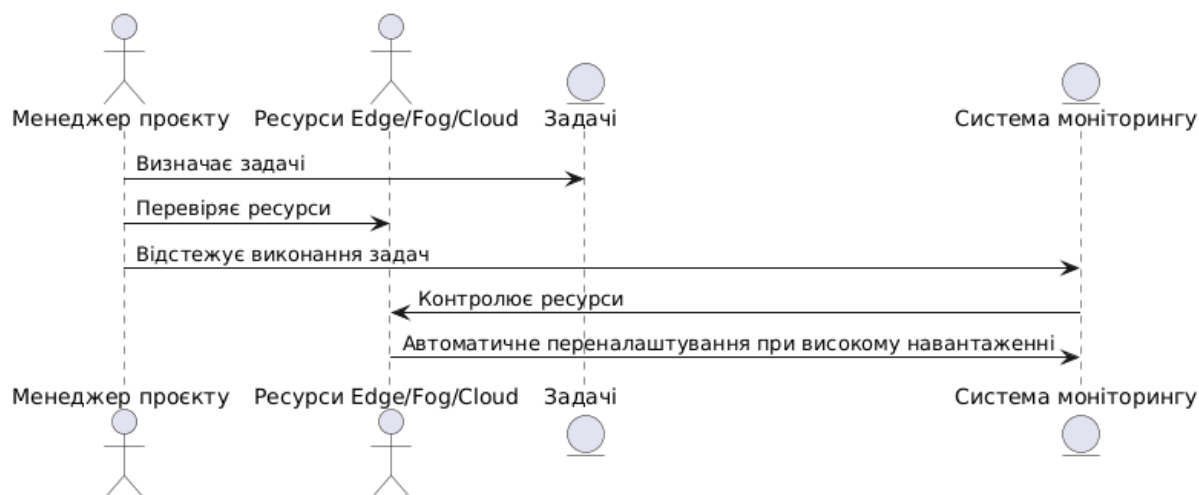 Менеджер проєкту Ресурси Edge/Fog/Cloud Задачі Система моніторингу
Визначає задачі
Перевіряє ресурси
Відстежує виконання задач
Контролює ресурси
Автоматичне переналаштування при високому навантаженні
Менеджер проєкту Ресурси Edge/Fog/Cloud Задачі Система моніторингу